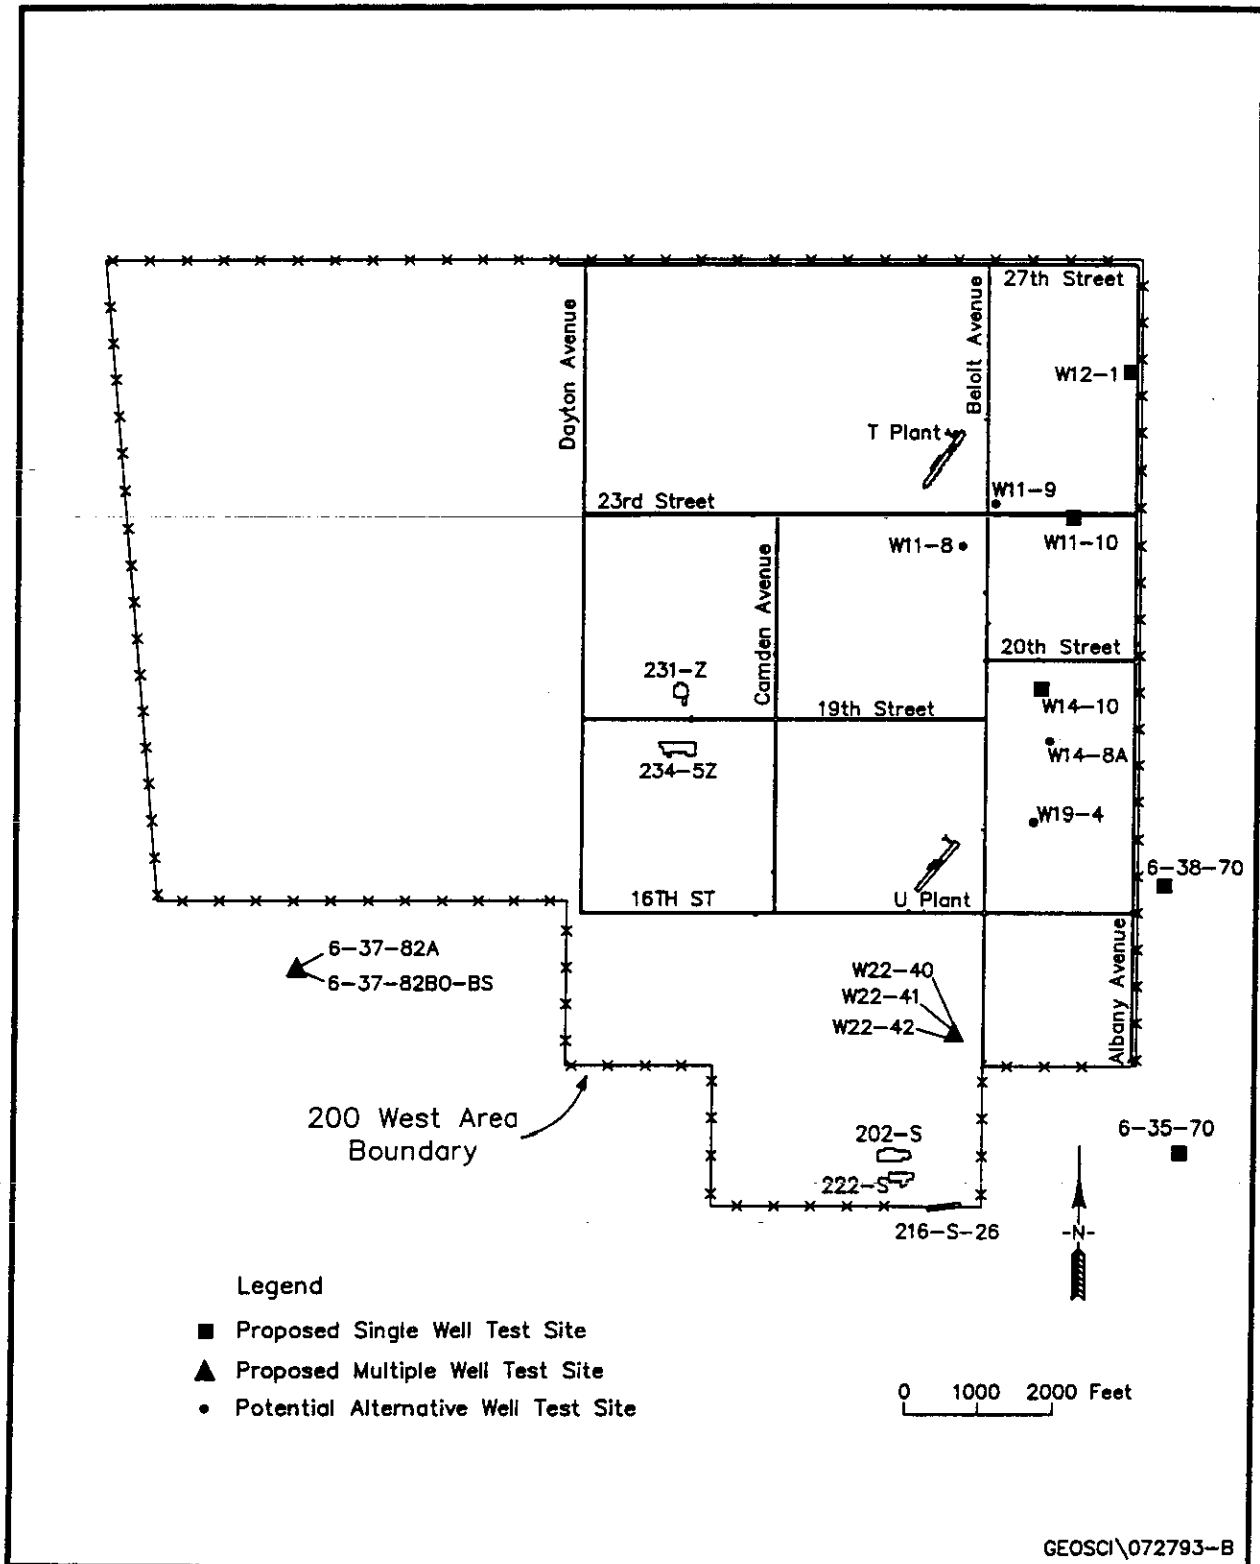 27th Street
Dayton Avenue
Beloit Avenue
W12-1
T Plant
W11-9
23rd Street
W11-8
W11-10
Camden Avenue
20th Street
231-Z
W14-10
19th Street
W14-8A
234-5Z
W19-4
6-38-70
16TH ST
U Plant
6-37-82A
6-37-82B0-BS
W22-40
W22-41
W22-42
Albany Avenue
200 West Area
Boundary
202-S
6-35-70
222-S
216-S-26
-N-
Legend
Proposed Single Well Test Site
Proposed Multiple Well Test Site
Potential Alternative Well Test Site
0 1000 2000 Feet
GEOSCI\072793-B